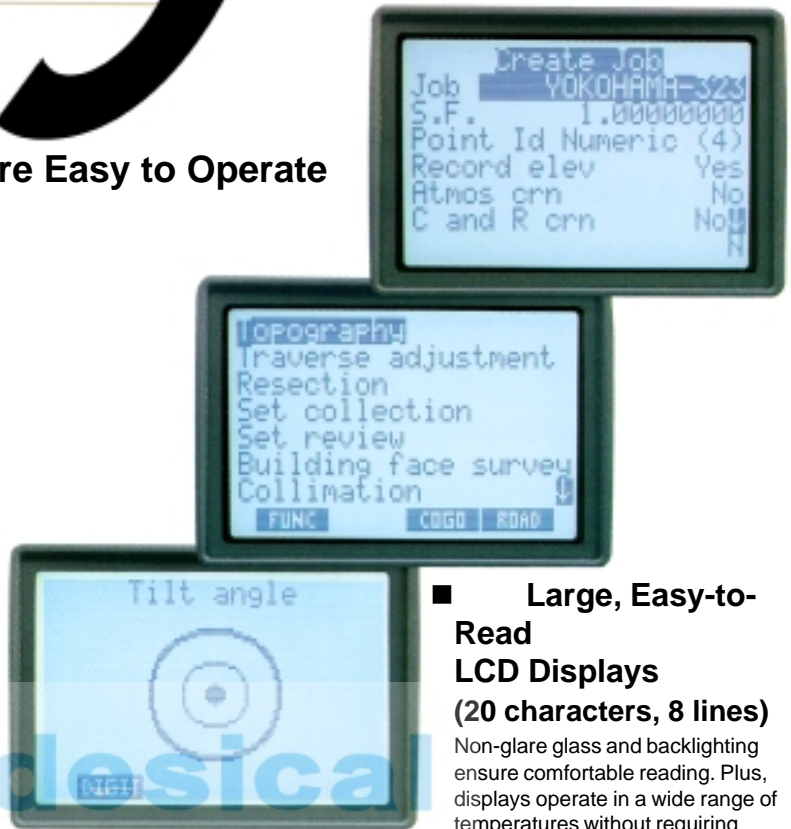 re Easy to Operate
Create Job
Job YOKOHAMA-323
S.F. 1.00000000
Point Id Numeric (4)
Record elev Yes
Atmos crn No
C and R crn No
N
Topography
Traverse adjustment
Resection
Set collection
Set review
Building face survey
Collimation
FUNC COGO ROAD
Tilt angle
DIGIT
desical
■ Large, Easy-to-
Read
LCD Displays
(20 characters, 8 lines)
Non-glare glass and backlighting
ensure comfortable reading. Plus,
displays operate in a wide range of
temperatures without requiring